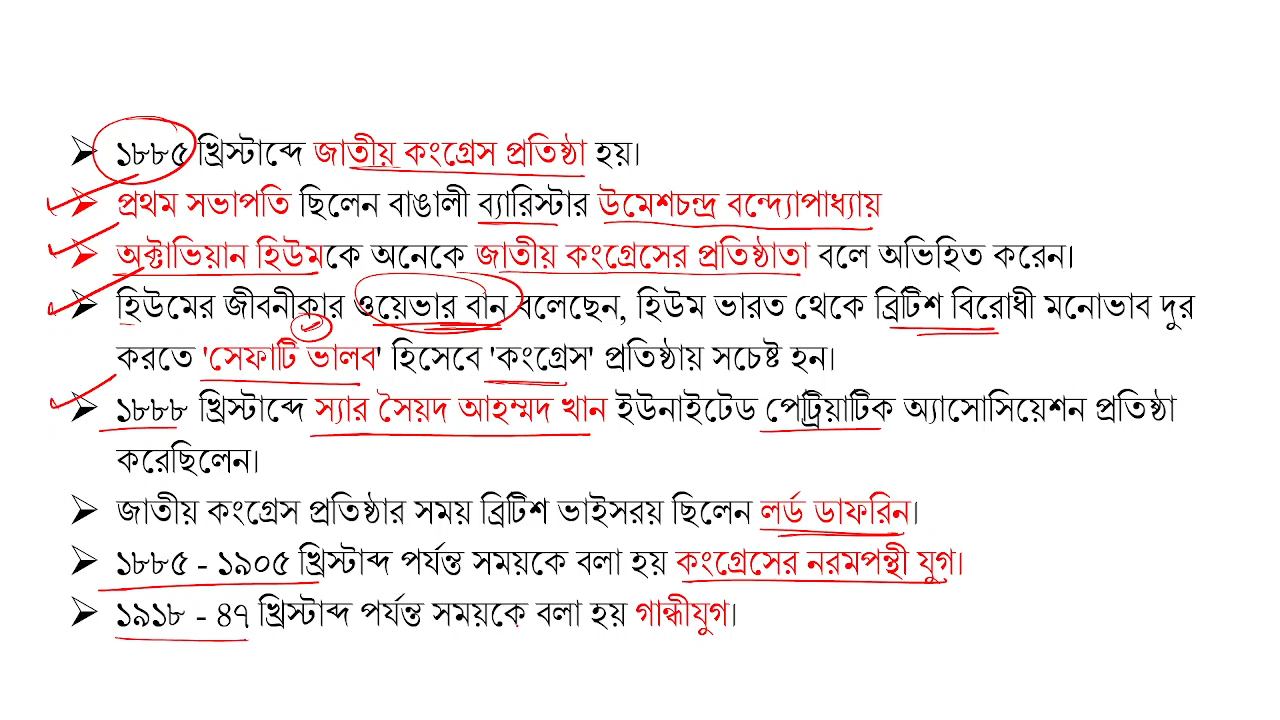 ➢ ১৮৮৫ খ্রিস্টাব্দে জাতীয় কংগ্রেস প্রতিষ্ঠা হয়।
➢ প্রথম সভাপতি ছিলেন বাঙালী ব্যারিস্টার উমেশচন্দ্র বন্দ্যোপাধ্যায়
➢ অক্টাভিয়ান হিউমকে অনেকে জাতীয় কংগ্রেসের প্রতিষ্ঠাতা বলে অভিহিত করেন।
➢ হিউমের জীবনীকার ওয়েভার বান বলেছেন, হিউম ভারত থেকে ব্রিটিশ বিরোধী মনোভাব দুর
করতে 'সেফাটি ভালব' হিসেবে 'কংগ্রেস' প্রতিষ্ঠায় সচেষ্ট হন।
➢ ১৮৮৮ খ্রিস্টাব্দে স্যার সৈয়দ আহম্মদ খান ইউনাইটেড পেট্রিয়াটিক অ্যাসোসিয়েশন প্রতিষ্ঠা
করেছিলেন।
➢ জাতীয় কংগ্রেস প্রতিষ্ঠার সময় ব্রিটিশ ভাইসরয় ছিলেন লর্ড ডাফরিন।
➢ ১৮৮৫ - ১৯০৫ খ্রিস্টাব্দ পর্যন্ত সময়কে বলা হয় কংগ্রেসের নরমপন্থী যুগ।
➢ ১৯১৮ - ৪৭ খ্রিস্টাব্দ পর্যন্ত সময়কে বলা হয় গান্ধীযুগ।